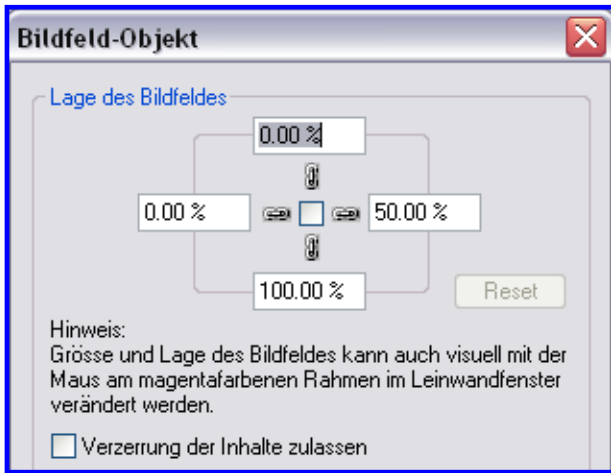 Bildfeld-Objekt
Lage des Bildfeldes
0.00 %
0.00 %
50.00 %
100.00 %
Reset
Hinweis:
Grösse und Lage des Bildfeldes kann auch visuell mit der
Maus am magentafarbenen Rahmen im Leinwandfenster
verändert werden.
Verzerrung der Inhalte zulassen